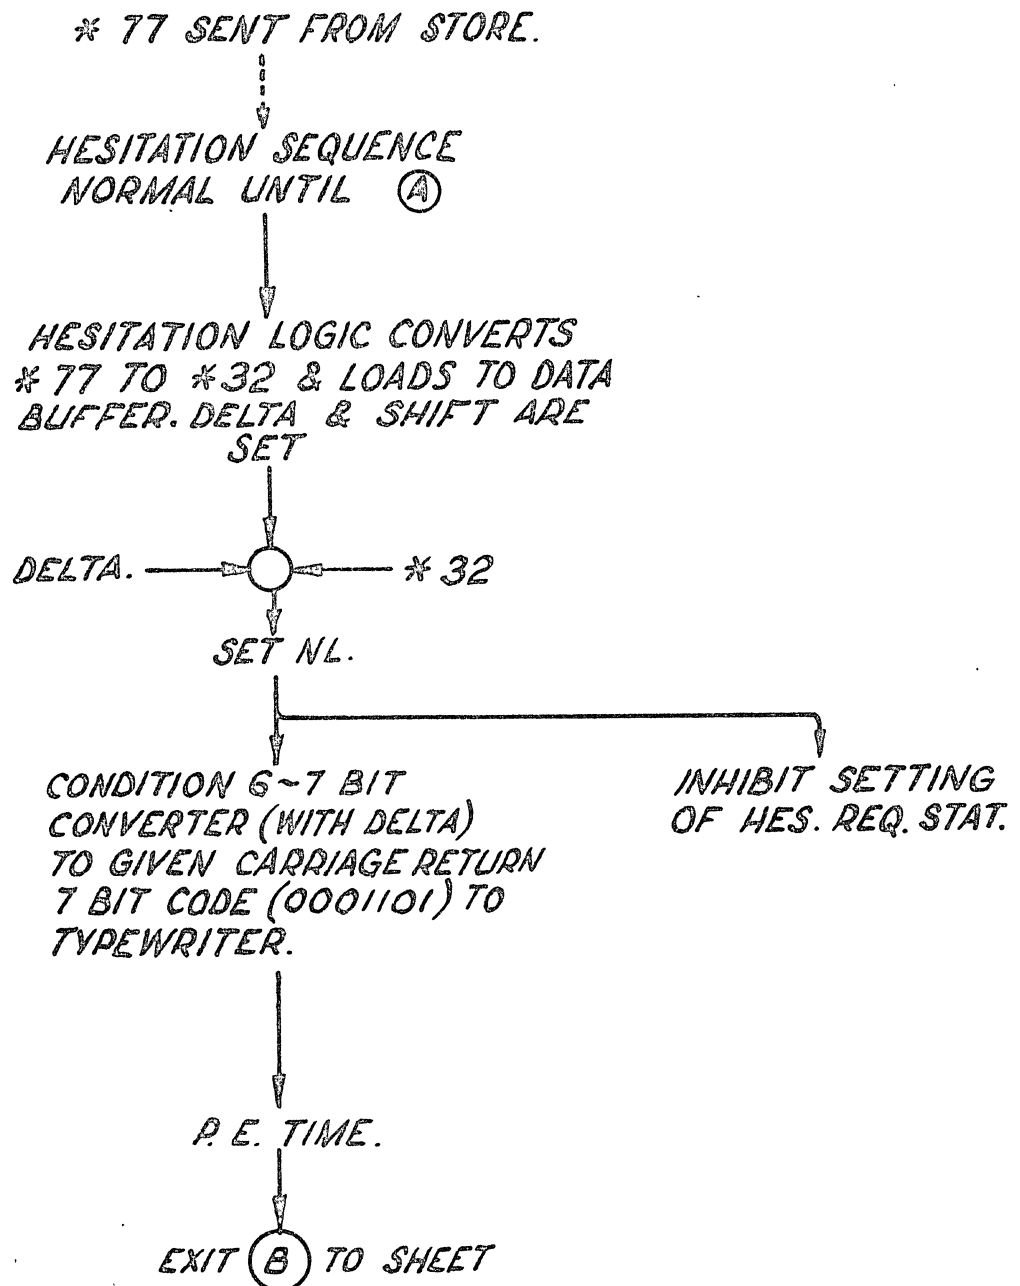 * 77 SENT FROM STORE.
HESITATION SEQUENCE
NORMAL UNTIL A
HESITATION LOGIC CONVERTS
* 77 TO * 32 & LOADS TO DATA
BUFFER. DELTA & SHIFT ARE
SET
DELTA.
* 32
SET NL.
CONDITION 6~7 BIT
CONVERTER (WITH DELTA)
TO GIVEN CARRIAGE RETURN
7 BIT CODE (0001101) TO
TYPEWRITER.
INHIBIT SETTING
OF HES. REQ. STAT.
P. E. TIME.
EXIT B TO SHEET